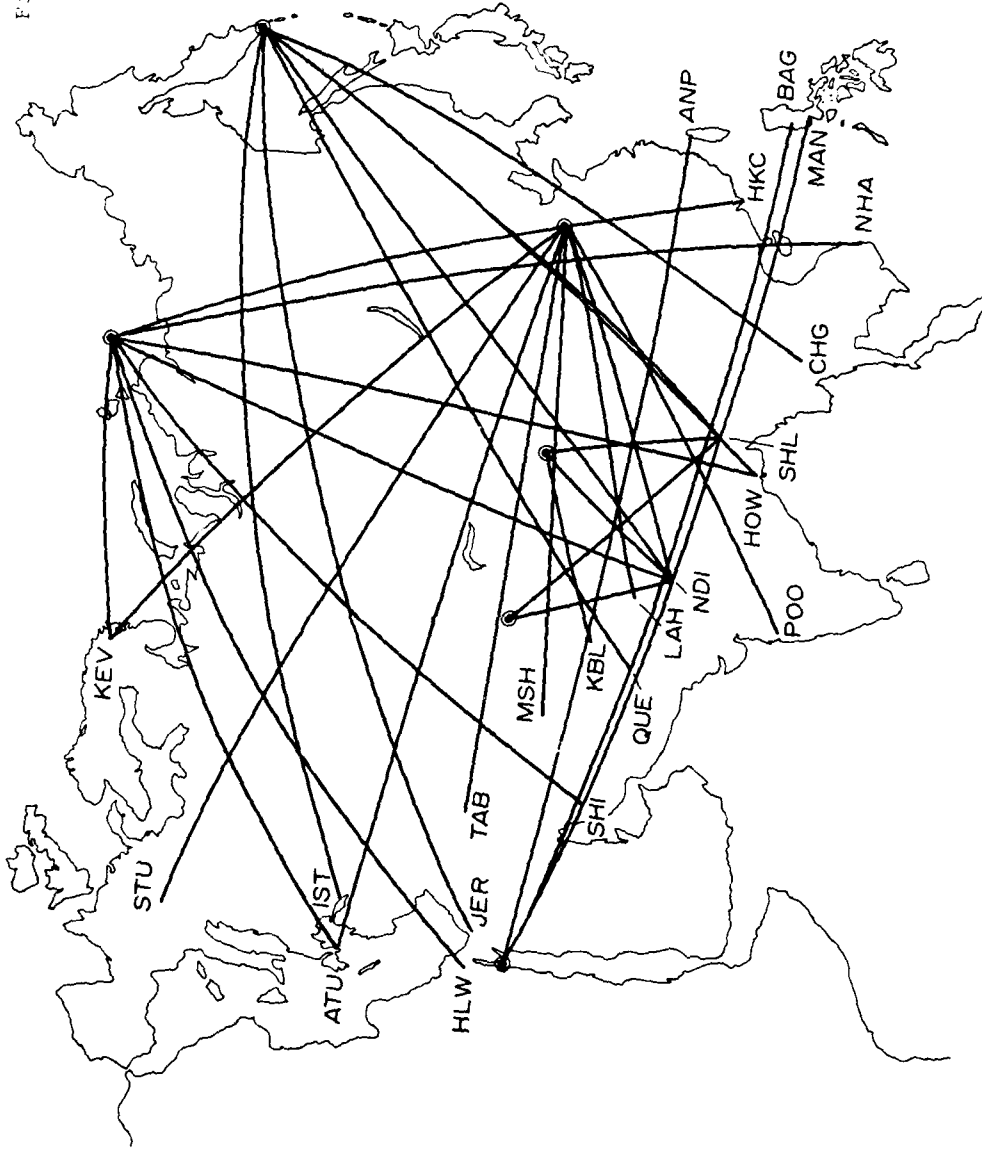 KEV
STU
IST
ATU
HLW
JER
TAB
MSH
KBL
SHI
QUE
LAH
NDI
POO
HOW
SHL
CHG
NHA
HKC
ANP
MAN
BAG